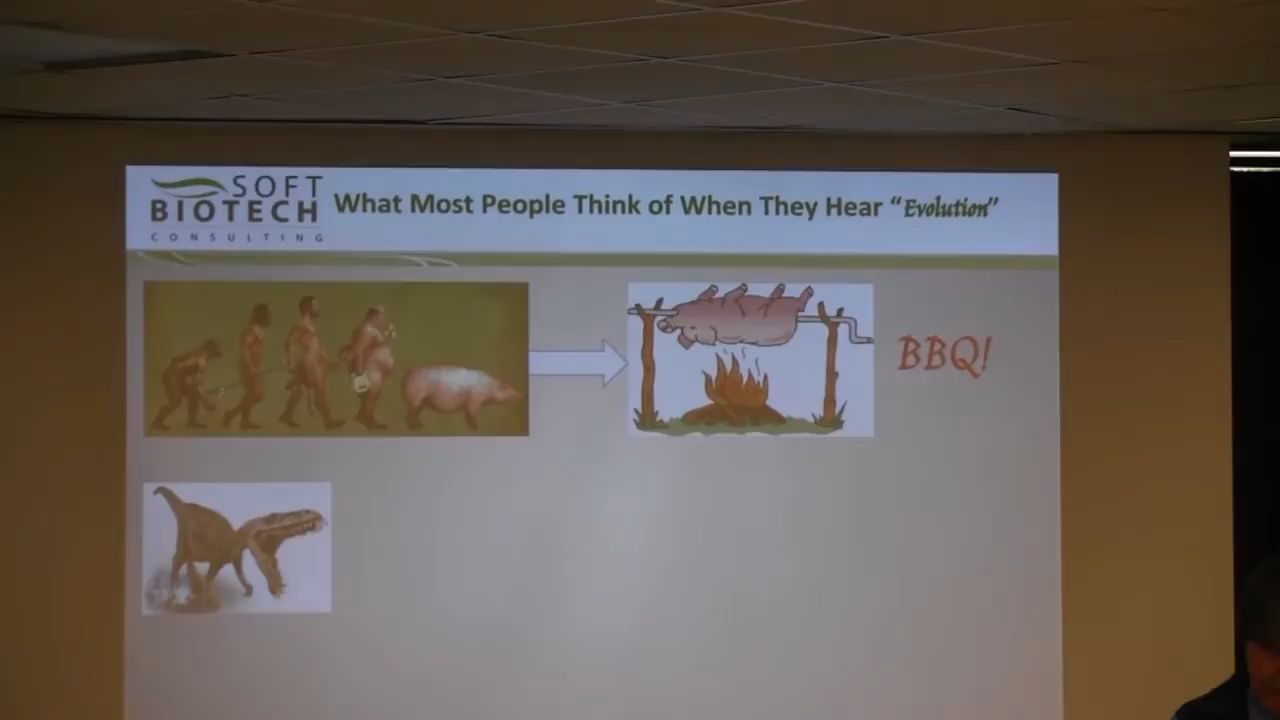 SOFT
BIOTECH
CONSULTING
What Most People Think of When They Hear "Evolution"
BBQ!